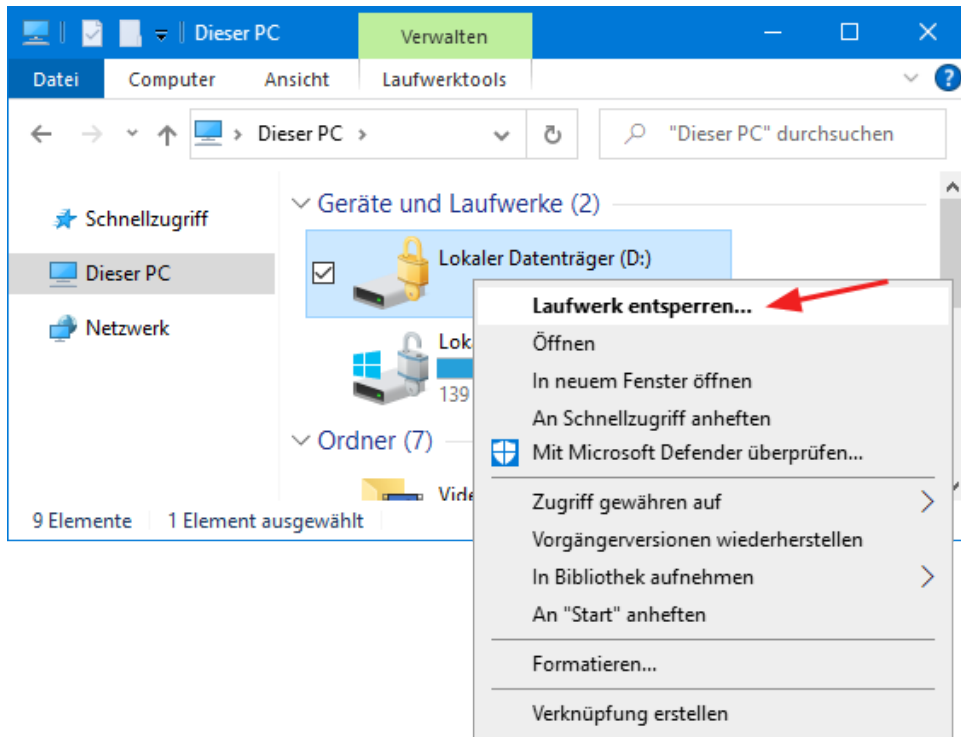 Dieser PC
Verwalten
Datei Computer Ansicht Laufwerktools
Dieser PC
"Dieser PC" durchsuchen
Schnellzugriff
Dieser PC
Netzwerk
Geräte und Laufwerke (2)
Lokaler Datenträger (D:)
Lok
139
Ordner (7)
Vide
9 Elemente 1 Element ausgewählt
Laufwerk entsperren...
Öffnen
In neuem Fenster öffnen
An Schnellzugriff anheften
Mit Microsoft Defender überprüfen...
Zugriff gewähren auf
Vorgängerversionen wiederherstellen
In Bibliothek aufnehmen
An "Start" anheften
Formatieren...
Verknüpfung erstellen